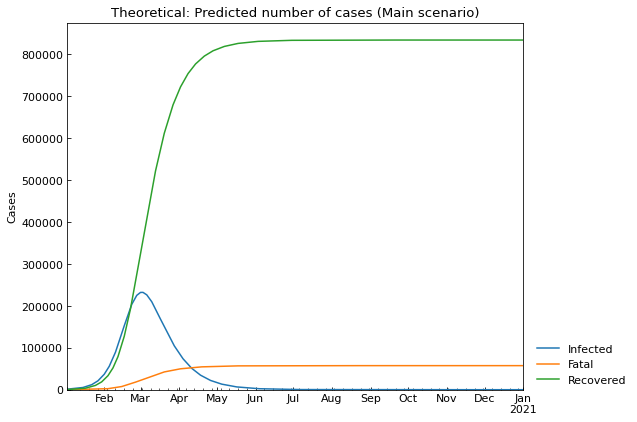 Theoretical: Predicted number of cases (Main scenario)
800000
700000
600000
500000
400000
300000
200000
100000
0
Cases
Feb Mar Apr May Jun Jul Aug Sep Oct Nov Dec Jan
2021
Infected
Fatal
Recovered